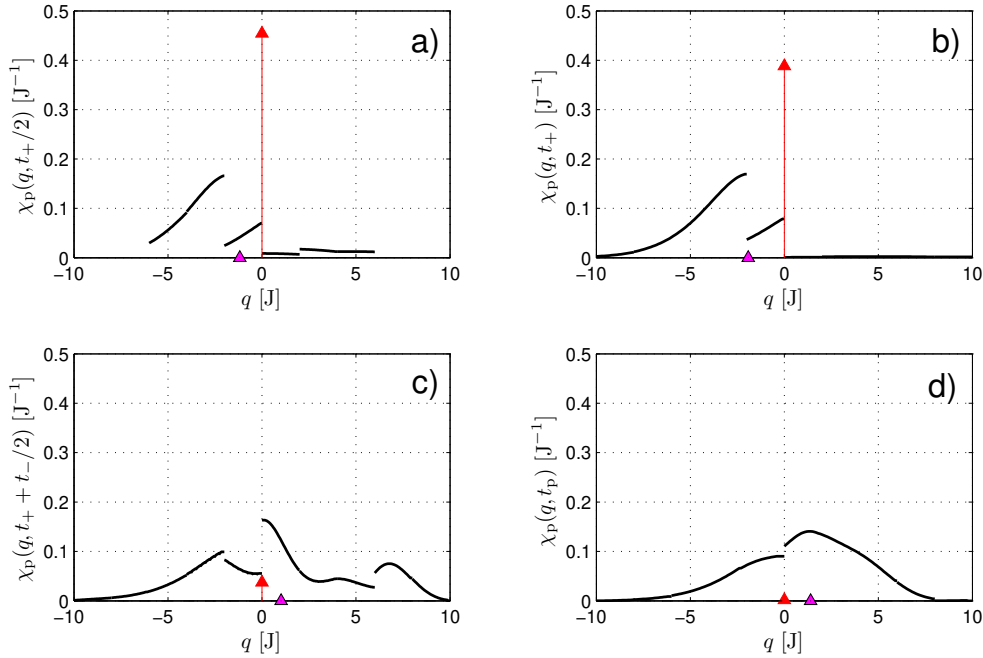 0.5
0.4
0.3
0.2
0.1
0
−10 −5 0 5 10
q [J]
χp(q, t+/2) [J−1]
a)
0.5
0.4
0.3
0.2
0.1
0
−10 −5 0 5 10
q [J]
χp(q, t+) [J−1]
b)
0.5
0.4
0.3
0.2
0.1
0
−10 −5 0 5 10
q [J]
χp(q, t+ + t−/2) [J−1]
c)
0.5
0.4
0.3
0.2
0.1
0
−10 −5 0 5 10
q [J]
χp(q, tp) [J−1]
d)